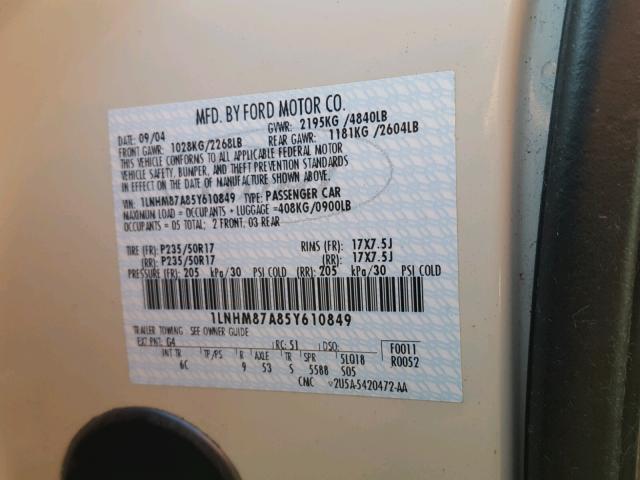 MFD. BY FORD MOTOR CO.
DATE: 09/04 GVWR: 2195KG /4840LB
FRONT GAWR: 1028KG/2268LB REAR GAWR: 1181KG /2604LB
THIS VEHICLE CONFORMS TO ALL APPLICABLE FEDERAL MOTOR
VEHICLE SAFETY, BUMPER, AND THEFT PREVENTION STANDARDS
IN EFFECT ON THE DATE OF MANUFACTURE SHOWN ABOVE.
VIN: 1LNHM87A85Y610849 TYPE: PASSENGER CAR
MAXIMUM LOAD = OCCUPANTS + LUGGAGE =408KG/0900LB
OCCUPANTS = 05 TOTAL: 2 FRONT, 03 REAR
TIRE (FR): P235/50R17 RIMS (FR): 17X7.5J
(RR): P235/50R17 (RR): 17X7.5J
PRESSURE (FR): 205 kPa/30 PSI COLD (RR): 205 kPa/30 PSI COLD
1LNHM87A85Y610849
TRAILER TOWING - SEE OWNER GUIDE
EXT PNT: G4 RC: 51 DSO: F0011
INT TR TP/PS R AXLE TR SPR 5L018 R0052
6C 9 53 S 5588 S05
CMC 2U5A-5420472-AA